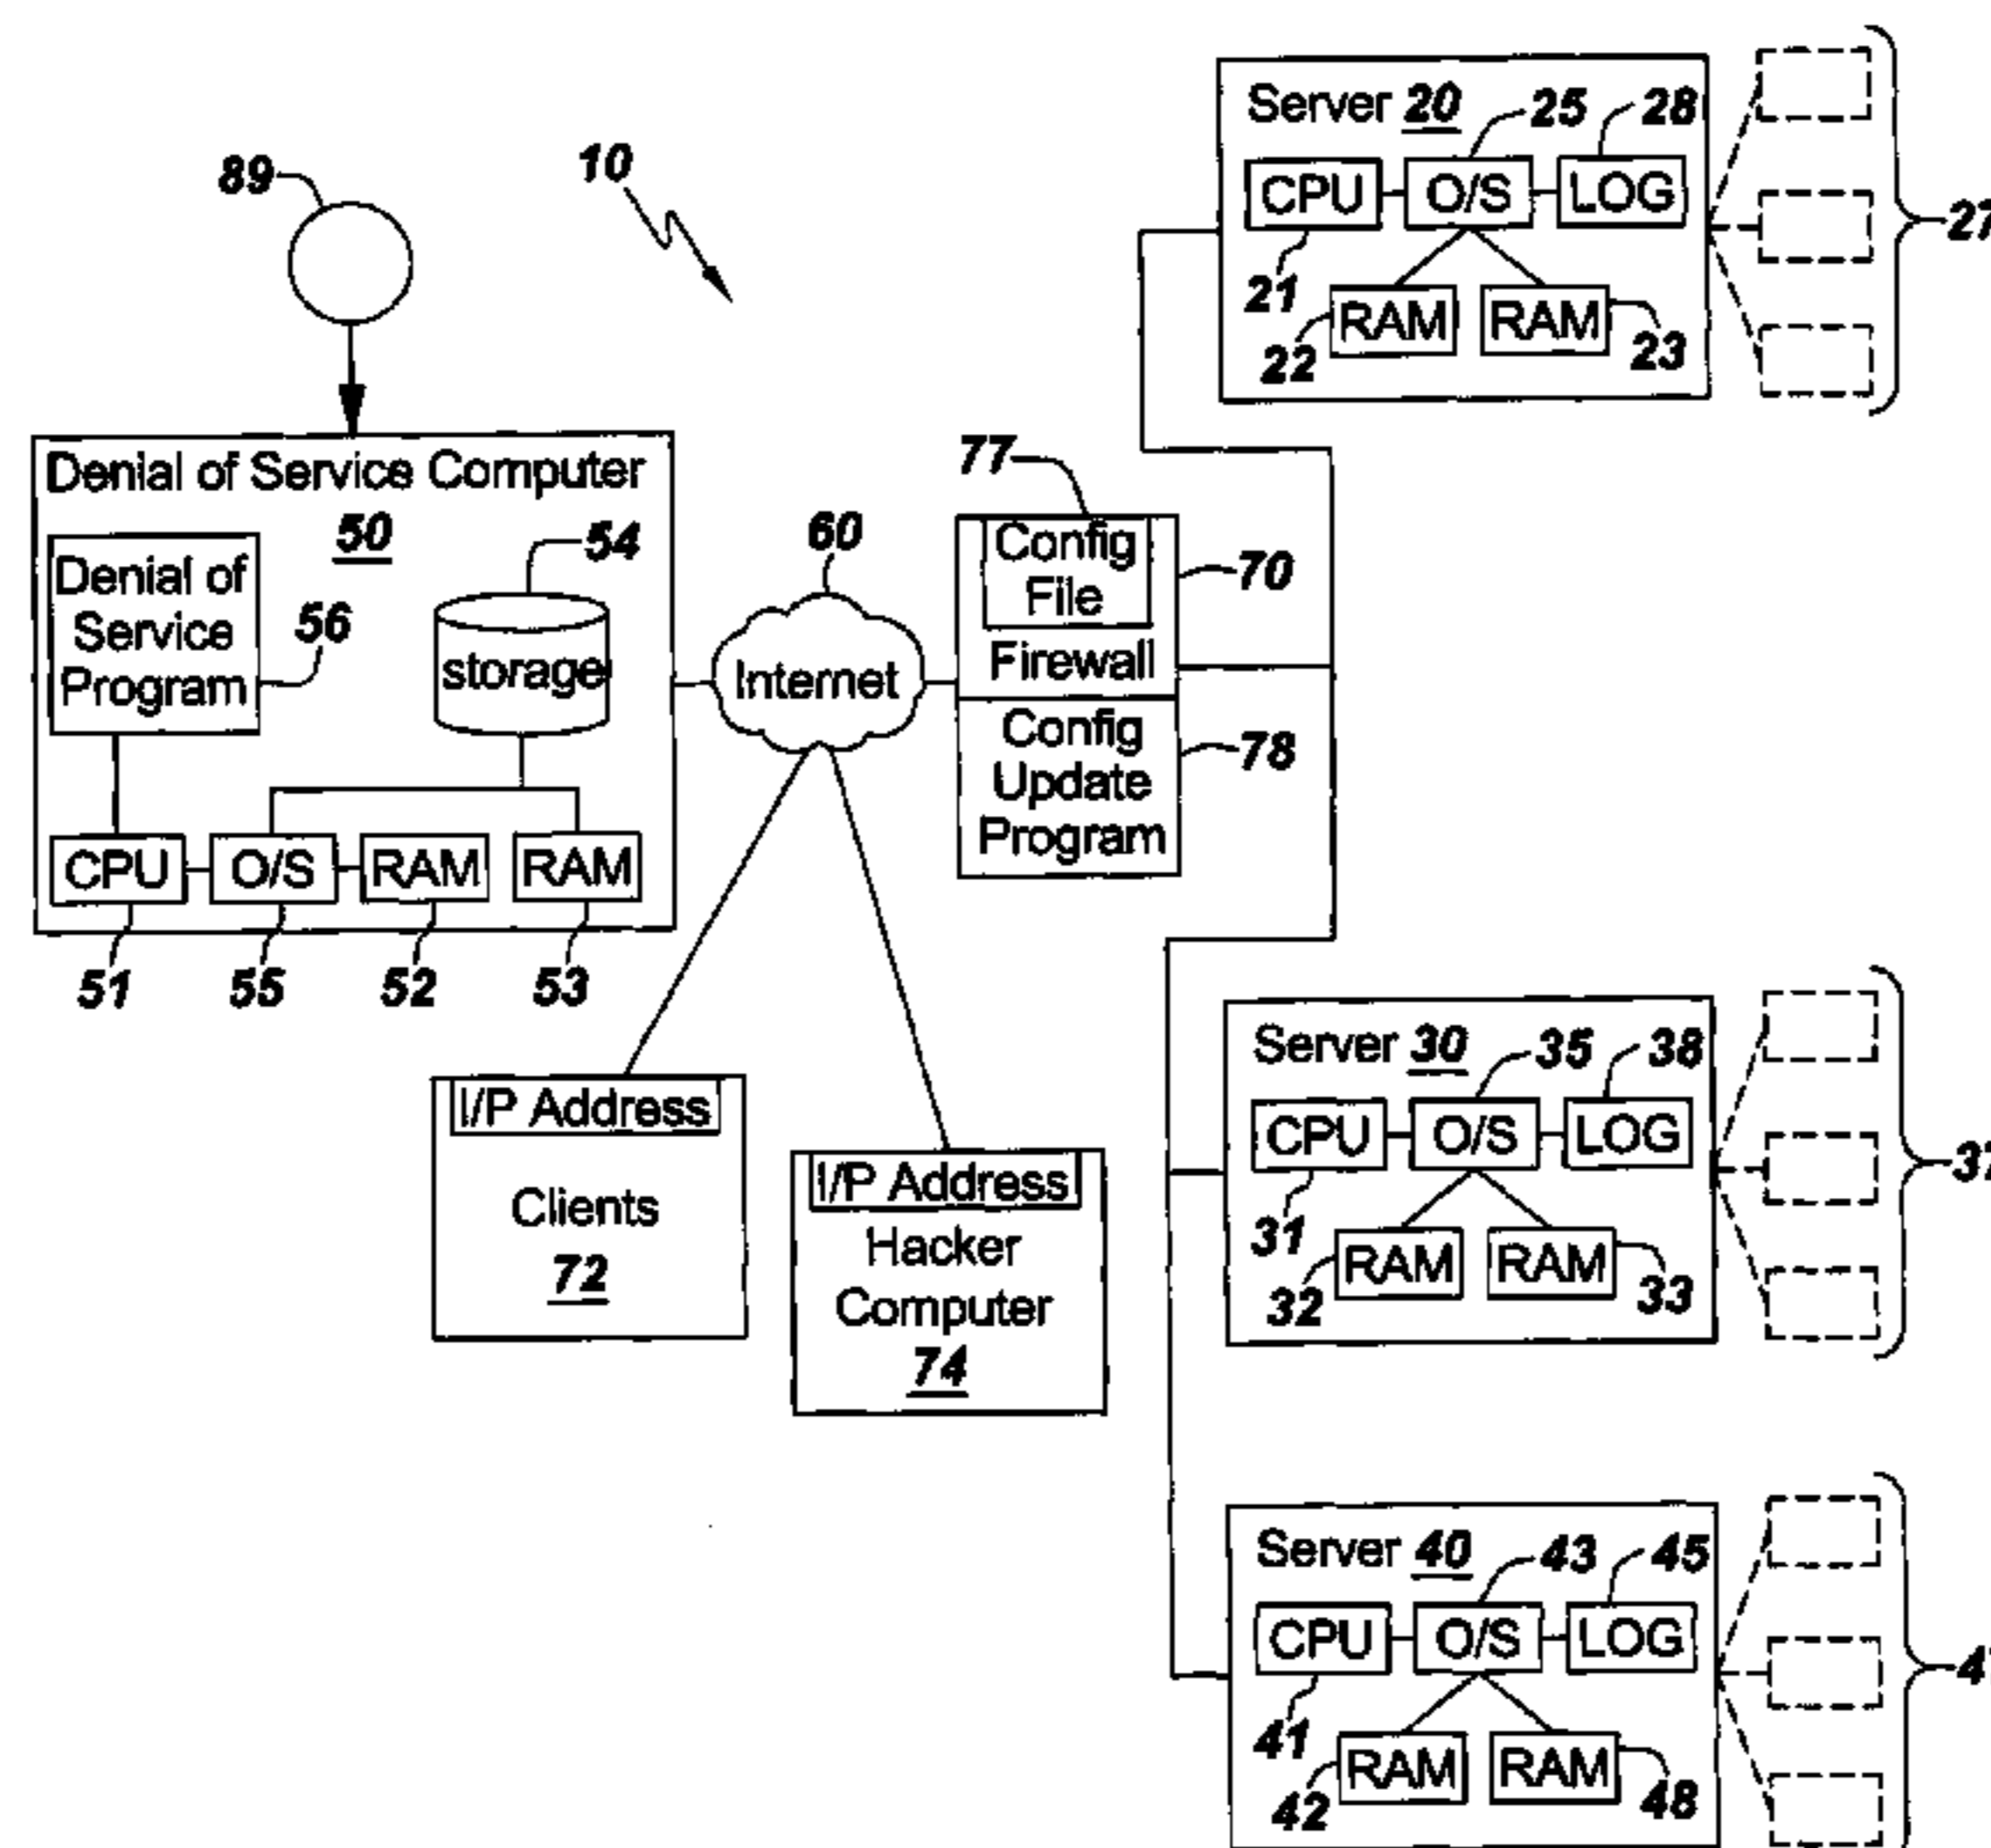 Server 20
25
28
CPU
O/S
LOG
21
RAM
RAM
22
23
27
89
10
Denial of Service Computer
50
Denial of
Service
Program
56
54
storage
CPU
O/S
RAM
RAM
51
55
52
53
60
Internet
77
Config
File
Firewall
70
Config
Update
Program
78
I/P Address
Clients
72
I/P Address
Hacker
Computer
74
Server 30
35
38
CPU
O/S
LOG
31
RAM
RAM
32
33
37
Server 40
43
45
CPU
O/S
LOG
41
RAM
RAM
42
48